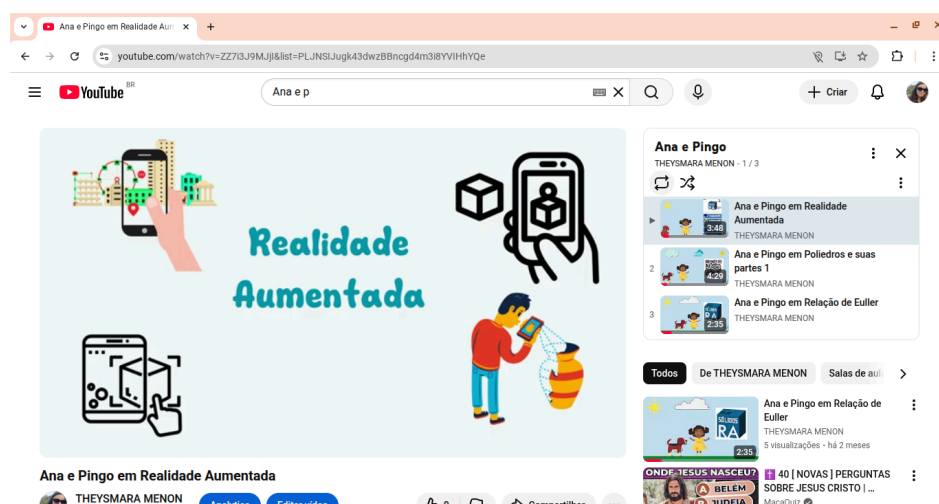 Ana e Pingo em Realidade Aum
youtube.com/watch?v=ZZ7i3J9MJjI&list=PLJNSIJugk43dwzBBncgd4m3i8YVIHhYQe
YouTube BR
Ana e p
Criar
Realidade
Aumentada
Ana e Pingo
THEYSMARA MENON - 1 / 3
Ana e Pingo em Realidade
Aumentada
THEYSMARA MENON
3:48
2
Ana e Pingo em Poliedros e suas
partes 1
THEYSMARA MENON
4:29
3
Ana e Pingo em Relação de Euller
THEYSMARA MENON
2:35
Todos
De THEYSMARA MENON
Salas de aul
Ana e Pingo em Relação de
Euller
THEYSMARA MENON
5 visualizações • há 2 meses
SÓLIDOS
RA
2:35
ONDE JESUS NASCEU?
A BELÉM
JUDEIA
40 [ NOVAS ] PERGUNTAS
SOBRE JESUS CRISTO | ...
MacaQuiz
Ana e Pingo em Realidade Aumentada
THEYSMARA MENON
Analytics
Editar vídeo
Compartilhar